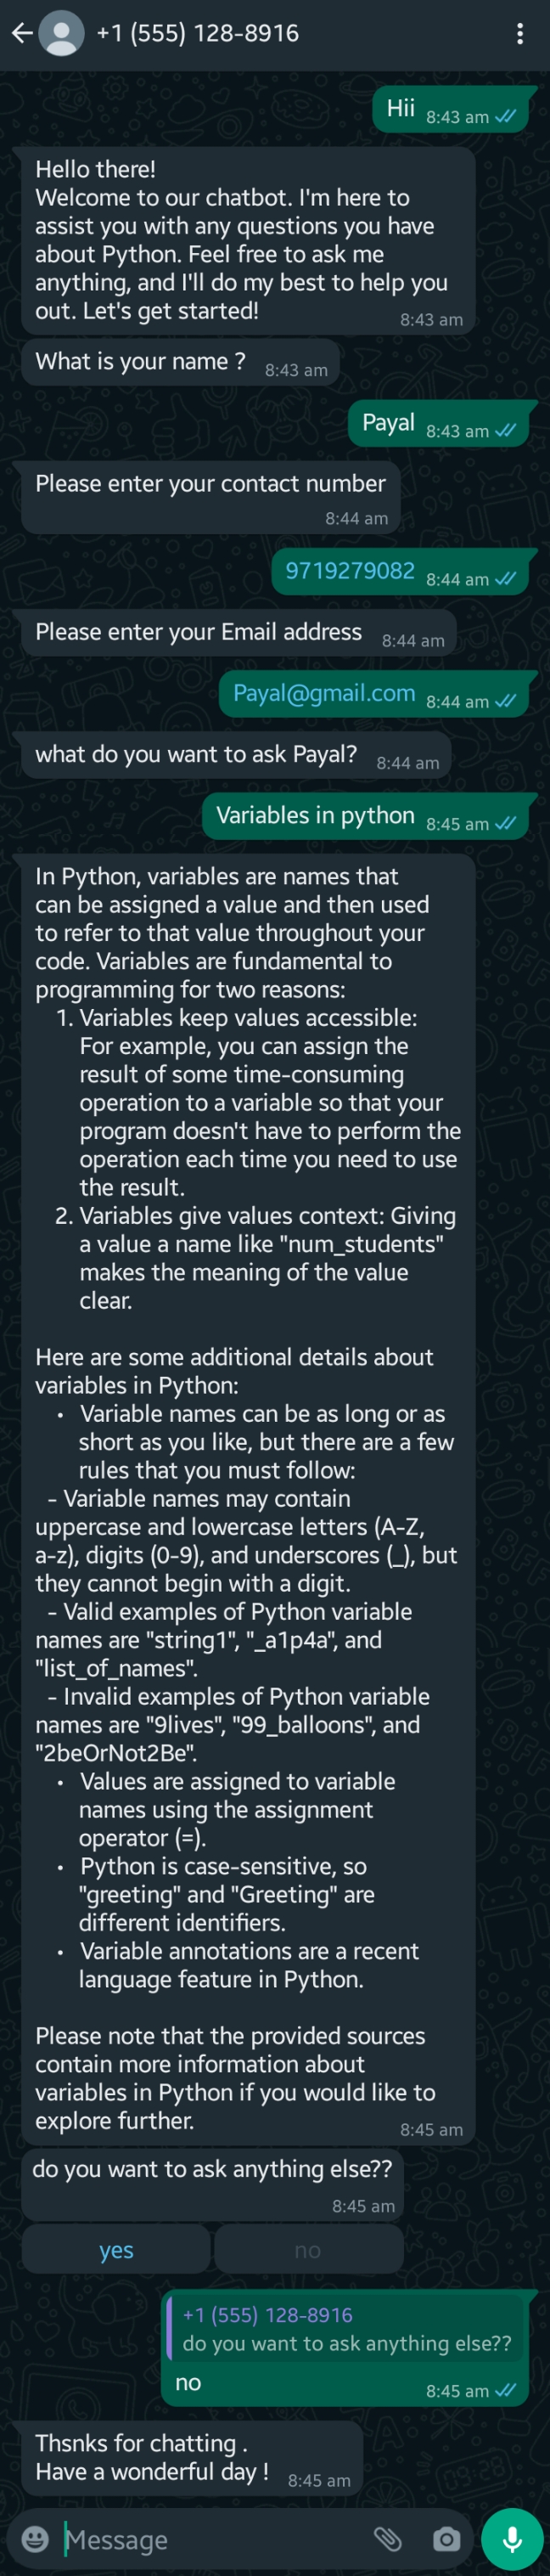 +1 (555) 128-8916
Hii 8:43 am
Hello there!
Welcome to our chatbot. I'm here to
assist you with any questions you have
about Python. Feel free to ask me
anything, and I'll do my best to help you
out. Let's get started! 8:43 am
What is your name ? 8:43 am
Payal 8:43 am
Please enter your contact number
8:44 am
9719279082 8:44 am
Please enter your Email address 8:44 am
Payal@gmail.com 8:44 am
what do you want to ask Payal? 8:44 am
Variables in python 8:45 am
In Python, variables are names that
can be assigned a value and then used
to refer to that value throughout your
code. Variables are fundamental to
programming for two reasons:
1. Variables keep values accessible:
For example, you can assign the
result of some time-consuming
operation to a variable so that your
program doesn't have to perform the
operation each time you need to use
the result.
2. Variables give values context: Giving
a value a name like "num_students"
makes the meaning of the value
clear.
Here are some additional details about
variables in Python:
• Variable names can be as long or as
short as you like, but there are a few
rules that you must follow:
- Variable names may contain
uppercase and lowercase letters (A-Z,
a-z), digits (0-9), and underscores (_), but
they cannot begin with a digit.
- Valid examples of Python variable
names are "string1", "_a1p4a", and
"list_of_names".
- Invalid examples of Python variable
names are "9lives", "99_balloons", and
"2beOrNot2Be".
• Values are assigned to variable
names using the assignment
operator (=).
• Python is case-sensitive, so
"greeting" and "Greeting" are
different identifiers.
• Variable annotations are a recent
language feature in Python.
Please note that the provided sources
contain more information about
variables in Python if you would like to
explore further. 8:45 am
do you want to ask anything else??
8:45 am
yes no
+1 (555) 128-8916
do you want to ask anything else??
no 8:45 am
Thsnks for chatting .
Have a wonderful day ! 8:45 am
Message